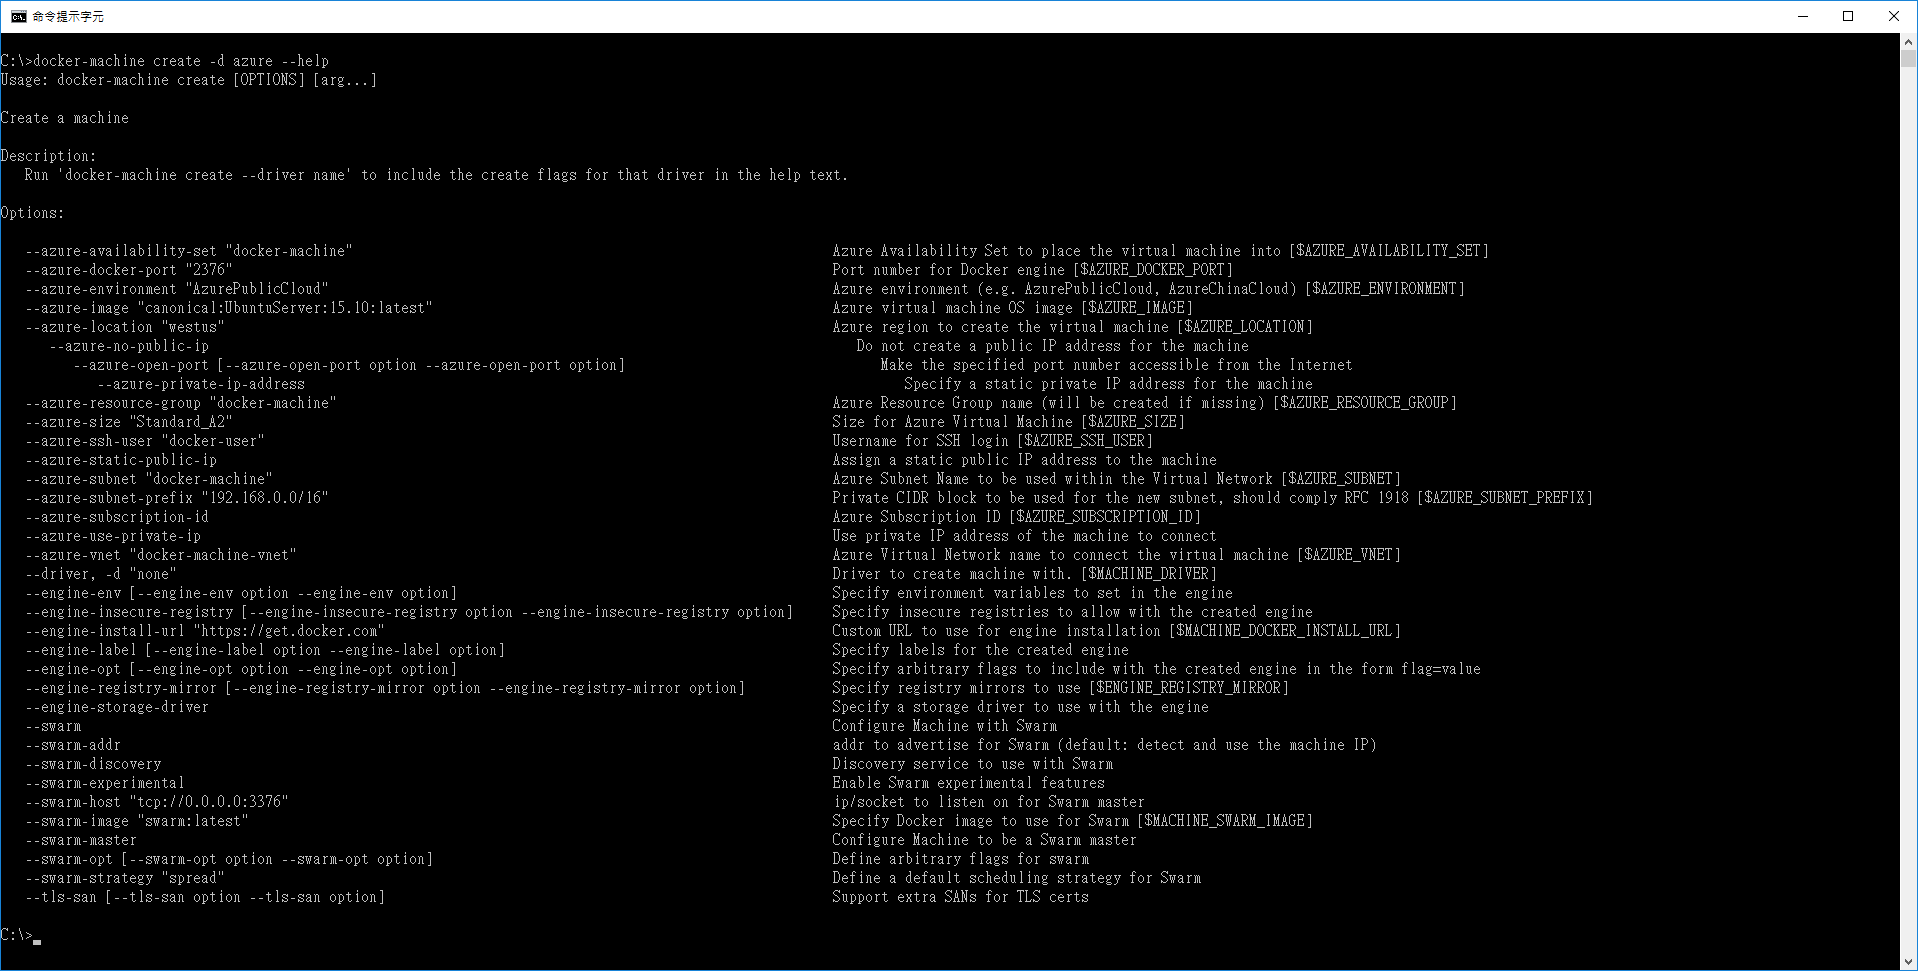 命令提示字元
C:\>docker-machine create -d azure --help
Usage: docker-machine create [OPTIONS] [arg...]
Create a machine
Description:
Run 'docker-machine create --driver name' to include the create flags for that driver in the help text.
Options:
--azure-availability-set "docker-machine" Azure Availability Set to place the virtual machine into [$AZURE_AVAILABILITY_SET]
--azure-docker-port "2376" Port number for Docker engine [$AZURE_DOCKER_PORT]
--azure-environment "AzurePublicCloud" Azure environment (e.g. AzurePublicCloud, AzureChinaCloud) [$AZURE_ENVIRONMENT]
--azure-image "canonical:UbuntuServer:15.10:latest" Azure virtual machine OS image [$AZURE_IMAGE]
--azure-location "westus" Azure region to create the virtual machine [$AZURE_LOCATION]
--azure-no-public-ip Do not create a public IP address for the machine
--azure-open-port [--azure-open-port option --azure-open-port option] Make the specified port number accessible from the Internet
--azure-private-ip-address Specify a static private IP address for the machine
--azure-resource-group "docker-machine" Azure Resource Group name (will be created if missing) [$AZURE_RESOURCE_GROUP]
--azure-size "Standard_A2" Size for Azure Virtual Machine [$AZURE_SIZE]
--azure-ssh-user "docker-user" Username for SSH login [$AZURE_SSH_USER]
--azure-static-public-ip Assign a static public IP address to the machine
--azure-subnet "docker-machine" Azure Subnet Name to be used within the Virtual Network [$AZURE_SUBNET]
--azure-subnet-prefix "192.168.0.0/16" Private CIDR block to be used for the new subnet, should comply RFC 1918 [$AZURE_SUBNET_PREFIX]
--azure-subscription-id Azure Subscription ID [$AZURE_SUBSCRIPTION_ID]
--azure-use-private-ip Use private IP address of the machine to connect
--azure-vnet "docker-machine-vnet" Azure Virtual Network name to connect the virtual machine [$AZURE_VNET]
--driver, -d "none" Driver to create machine with. [$MACHINE_DRIVER]
--engine-env [--engine-env option --engine-env option] Specify environment variables to set in the engine
--engine-insecure-registry [--engine-insecure-registry option --engine-insecure-registry option] Specify insecure registries to allow with the created engine
--engine-install-url "https://get.docker.com" Custom URL to use for engine installation [$MACHINE_DOCKER_INSTALL_URL]
--engine-label [--engine-label option --engine-label option] Specify labels for the created engine
--engine-opt [--engine-opt option --engine-opt option] Specify arbitrary flags to include with the created engine in the form flag=value
--engine-registry-mirror [--engine-registry-mirror option --engine-registry-mirror option] Specify registry mirrors to use [$ENGINE_REGISTRY_MIRROR]
--engine-storage-driver Specify a storage driver to use with the engine
--swarm Configure Machine with Swarm
--swarm-addr addr to advertise for Swarm (default: detect and use the machine IP)
--swarm-discovery Discovery service to use with Swarm
--swarm-experimental Enable Swarm experimental features
--swarm-host "tcp://0.0.0.0:3376" ip/socket to listen on for Swarm master
--swarm-image "swarm:latest" Specify Docker image to use for Swarm [$MACHINE_SWARM_IMAGE]
--swarm-master Configure Machine to be a Swarm master
--swarm-opt [--swarm-opt option --swarm-opt option] Define arbitrary flags for swarm
--swarm-strategy "spread" Define a default scheduling strategy for Swarm
--tls-san [--tls-san option --tls-san option] Support extra SANs for TLS certs
C:\>